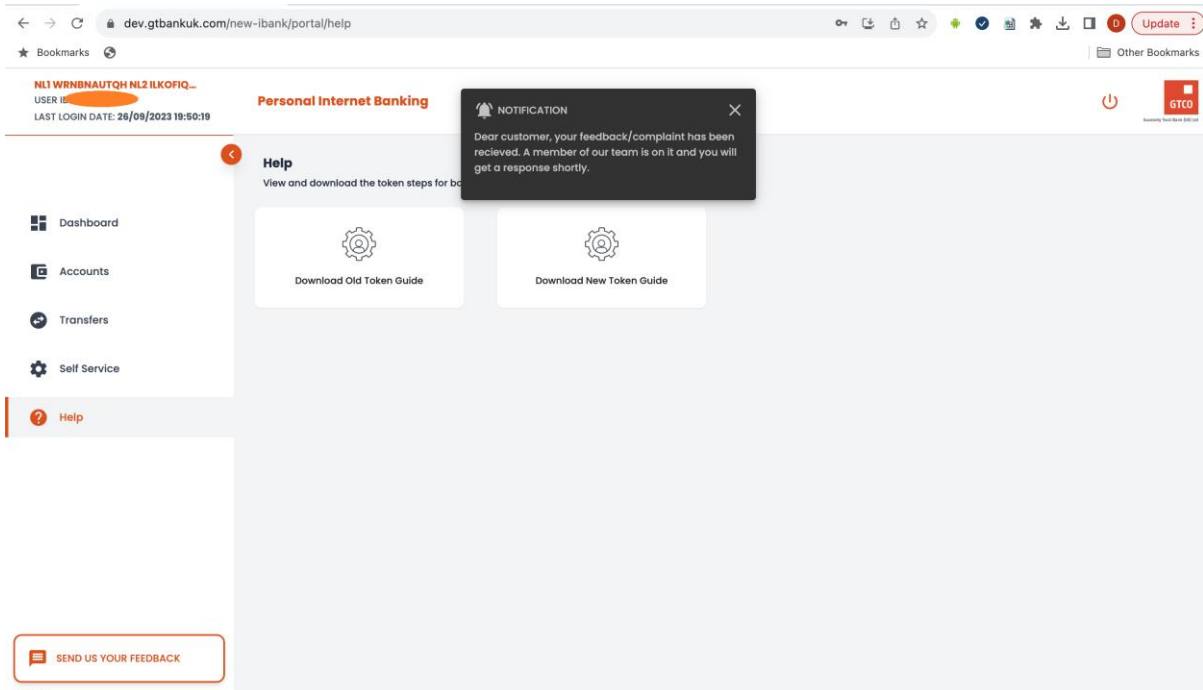 dev.gtbankuk.com/new-ibank/portal/help
D
Update
Bookmarks
Other Bookmarks
NL1 WRNBNAUTQH NL2 ILKOFIQ...
USER I
LAST LOGIN DATE: 26/09/2023 19:50:19
Personal Internet Banking
GTCO
NOTIFICATION
Dear customer, your feedback/complaint has been
recieved. A member of our team is on it and you will
get a response shortly.
Help
View and download the token steps for bo
Dashboard
Accounts
Transfers
Self Service
Help
Download Old Token Guide
Download New Token Guide
SEND US YOUR FEEDBACK